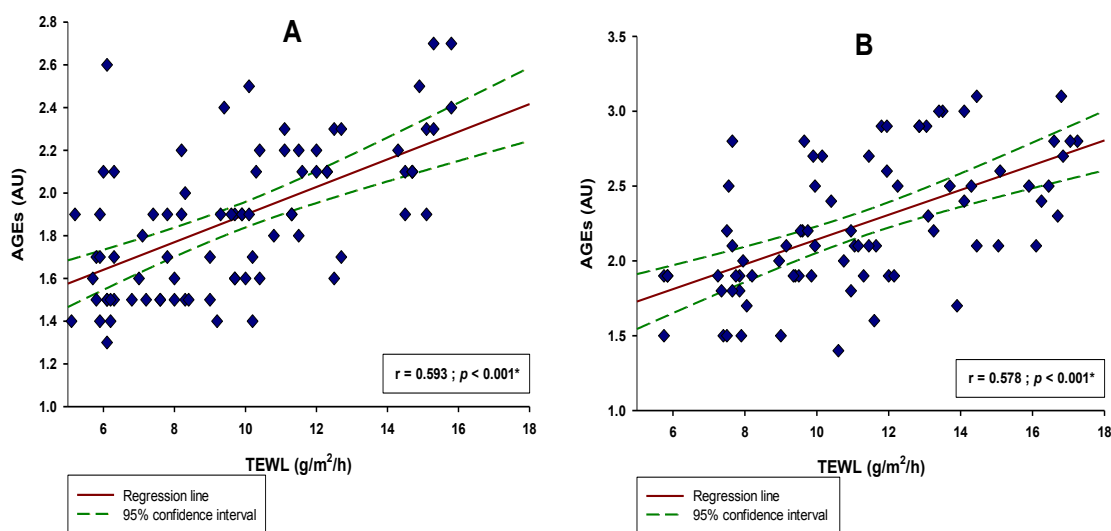 A
2.8
2.6
2.4
2.2
2.0
1.8
1.6
1.4
1.2
1.0
AGEs (AU)
r = 0.593 ; p < 0.001*
6 8 10 12 14 16 18
TEWL (g/m²/h)
Regression line
95% confidence interval
B
3.5
3.0
2.5
2.0
1.5
1.0
AGEs (AU)
r = 0.578 ; p < 0.001*
6 8 10 12 14 16 18
TEWL (g/m²/h)
Regression line
95% confidence interval